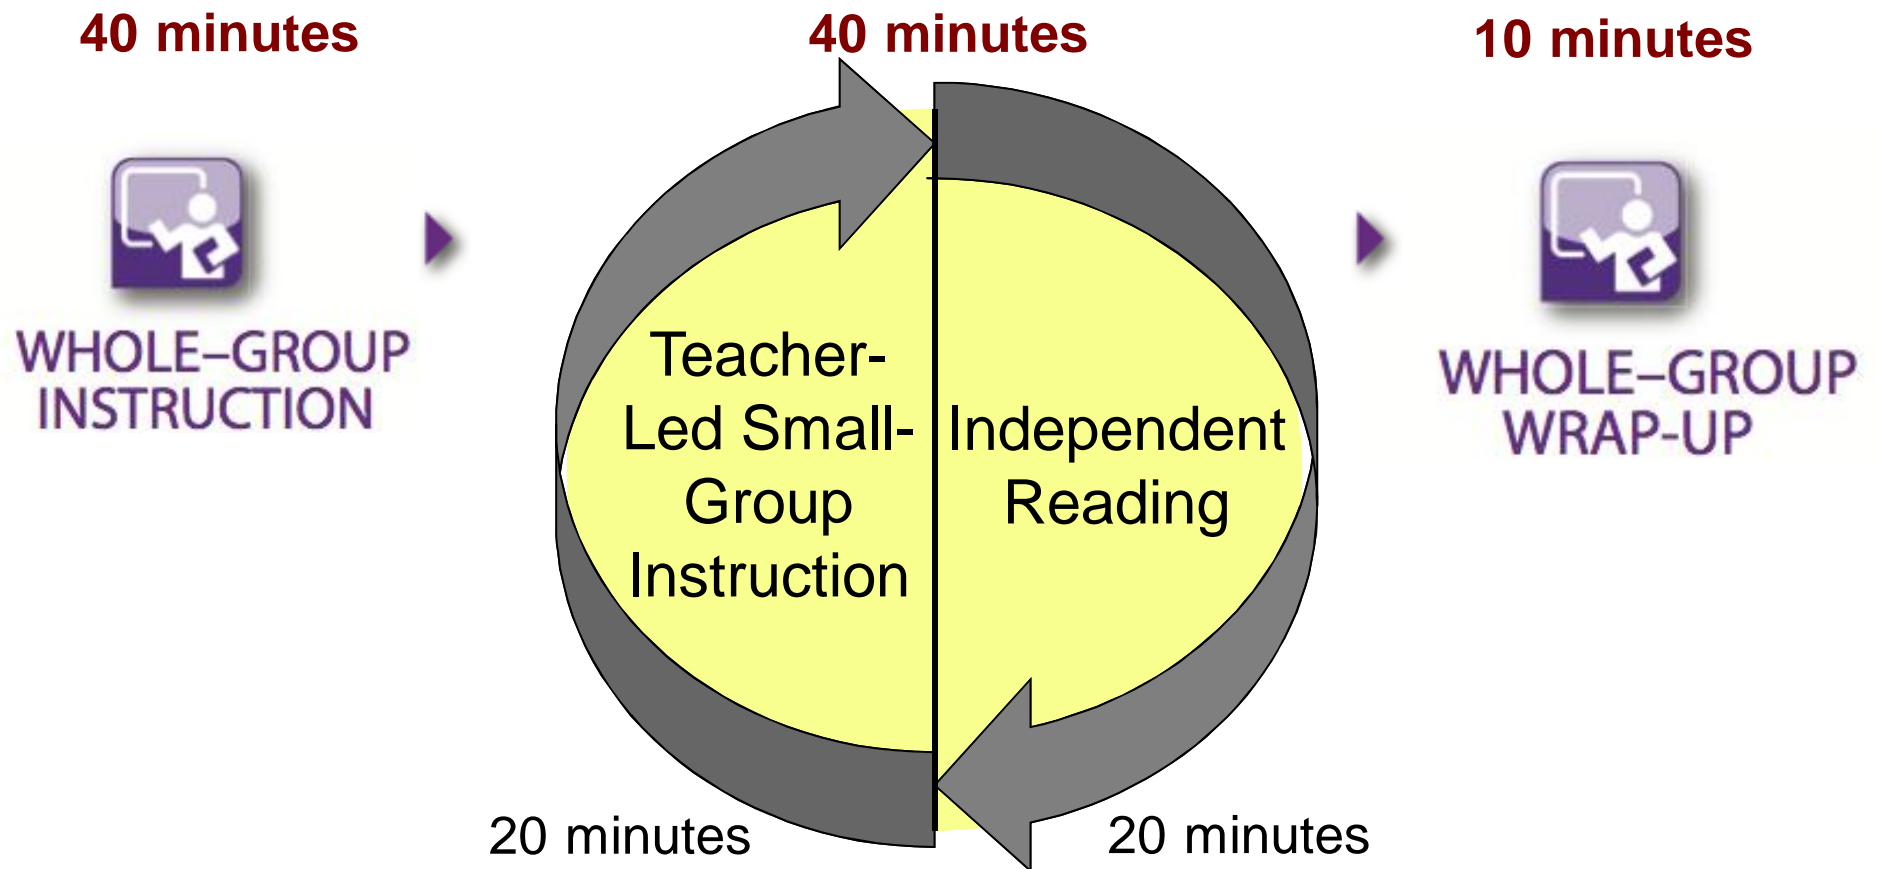 40 minutes
40 minutes
10 minutes
WHOLE–GROUP
INSTRUCTION
Teacher-
Led Small-
Group
Instruction
Independent
Reading
WHOLE–GROUP
WRAP-UP
20 minutes
20 minutes